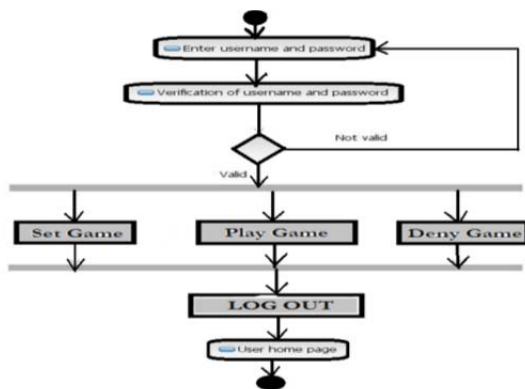 Enter username and password
Verification of username and password
Not valid
Valid
Set Game
Play Game
Deny Game
LOG OUT
User home page